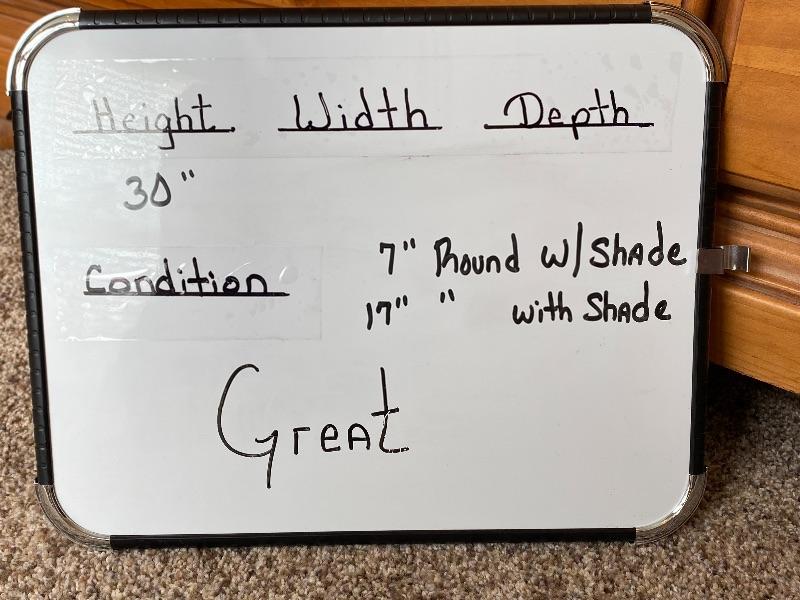 Height Width Depth
30"
7" Round w/Shade
Condition
17" " with Shade
Great